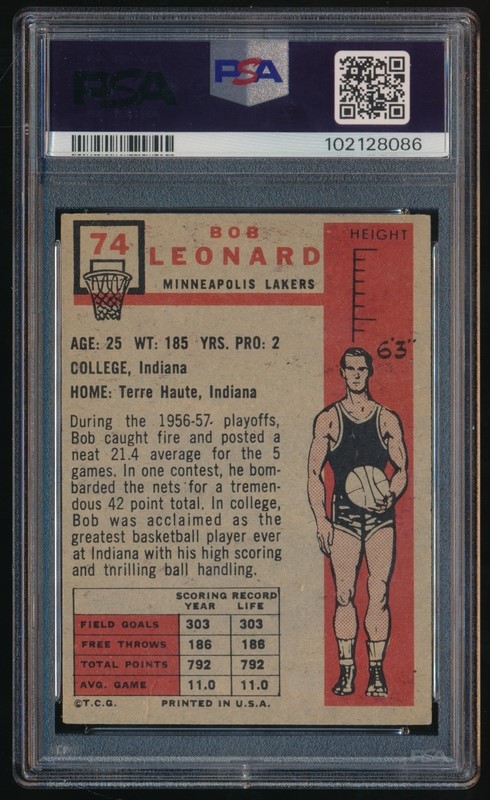 PSA
PSA
102128086
74
BOB
LEONARD
MINNEAPOLIS LAKERS
HEIGHT
6'3"
AGE: 25 WT: 185 YRS. PRO: 2
COLLEGE, Indiana
HOME: Terre Haute, Indiana
During the 1956-57 playoffs,
Bob caught fire and posted a
neat 21.4 average for the 5
games. In one contest, he bom-
barded the nets for a tremen-
dous 42 point total. In college,
Bob was acclaimed as the
greatest basketball player ever
at Indiana with his high scoring
and thrilling ball handling.
SCORING RECORD
YEAR LIFE
FIELD GOALS 303 303
FREE THROWS 186 186
TOTAL POINTS 792 792
AVG. GAME 11.0 11.0
©T.C.G. PRINTED IN U.S.A.
PSA